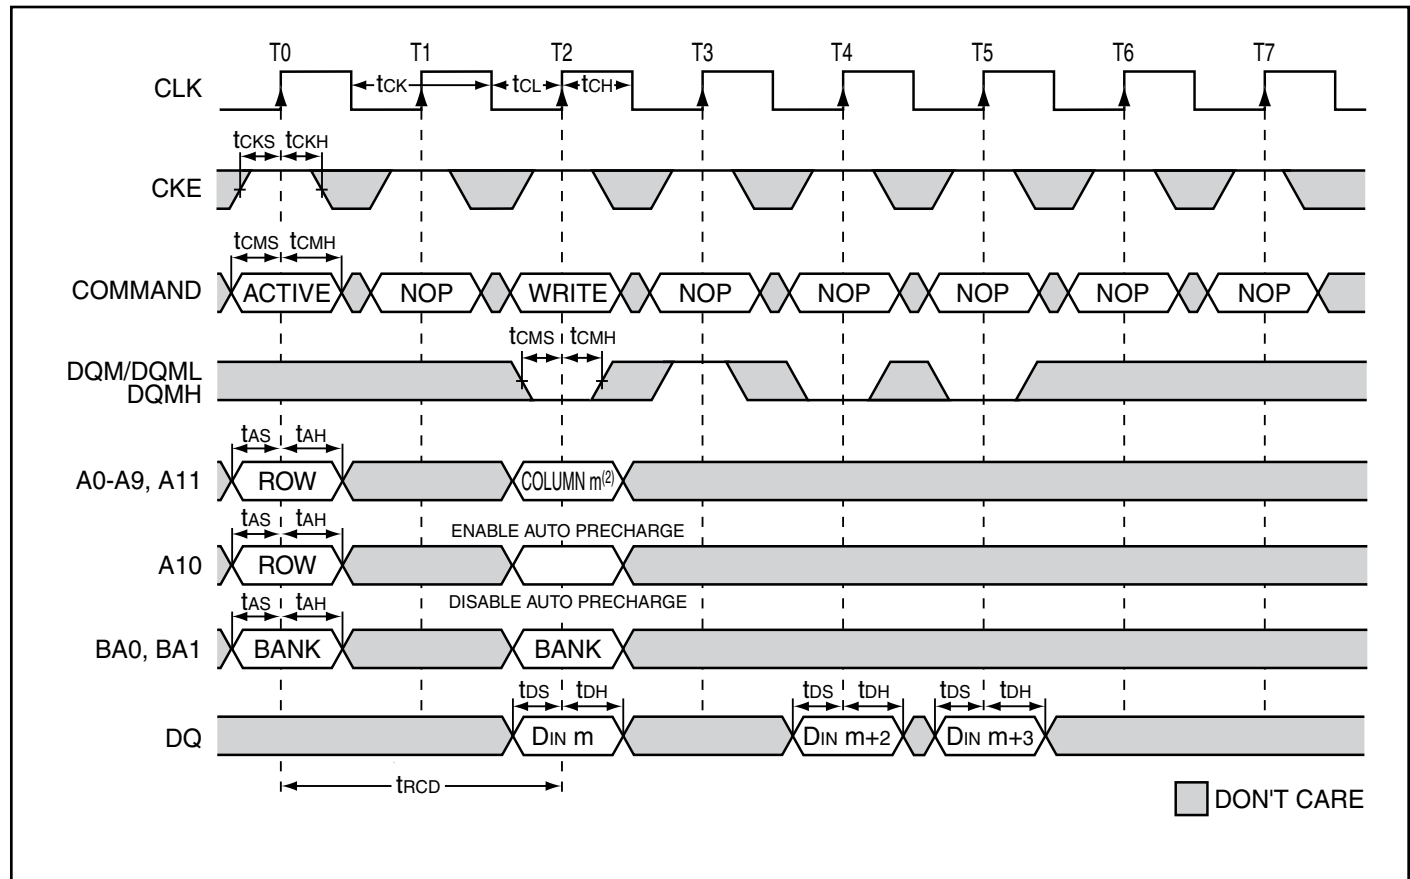 T0 T1 T2 T3 T4 T5 T6 T7
CLK tCK tCL tCH
tCKS tCKH
CKE
tCMS tCMH
COMMAND ACTIVE NOP WRITE NOP NOP NOP NOP NOP
tCMS tCMH
DQM/DQML
DQMH
tAS tAH
A0-A9, A11 ROW COLUMN m(2)
tAS tAH ENABLE AUTO PRECHARGE
A10 ROW
tAS tAH DISABLE AUTO PRECHARGE
BA0, BA1 BANK BANK
tDS tDH tDS tDH tDS tDH
DQ DIN m DIN m+2 DIN m+3
tRCD
DON'T CARE